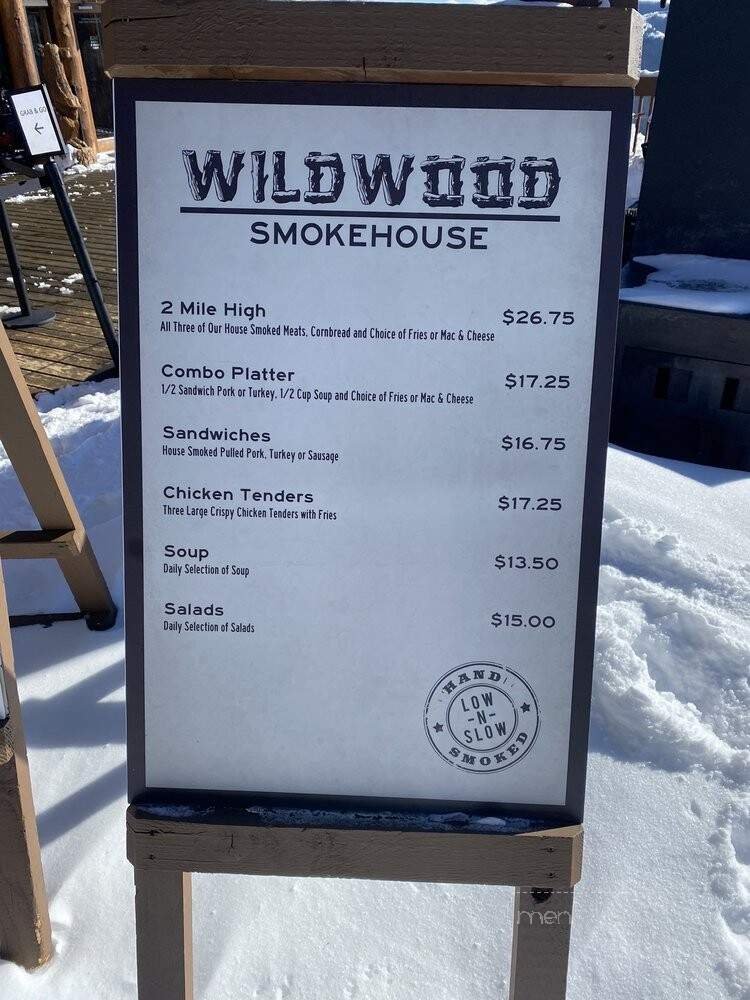 GRAB & GO
WILDWOOD
SMOKEHOUSE
2 Mile High $26.75
All Three of Our House Smoked Meats, Cornbread and Choice of Fries or Mac & Cheese
Combo Platter $17.25
1/2 Sandwich Pork or Turkey, 1/2 Cup Soup and Choice of Fries or Mac & Cheese
Sandwiches $16.75
House Smoked Pulled Pork, Turkey or Sausage
Chicken Tenders $17.25
Three Large Crispy Chicken Tenders with Fries
Soup $13.50
Daily Selection of Soup
Salads $15.00
Daily Selection of Salads
HAND
LOW
-N-
SLOW
SMOKED
men